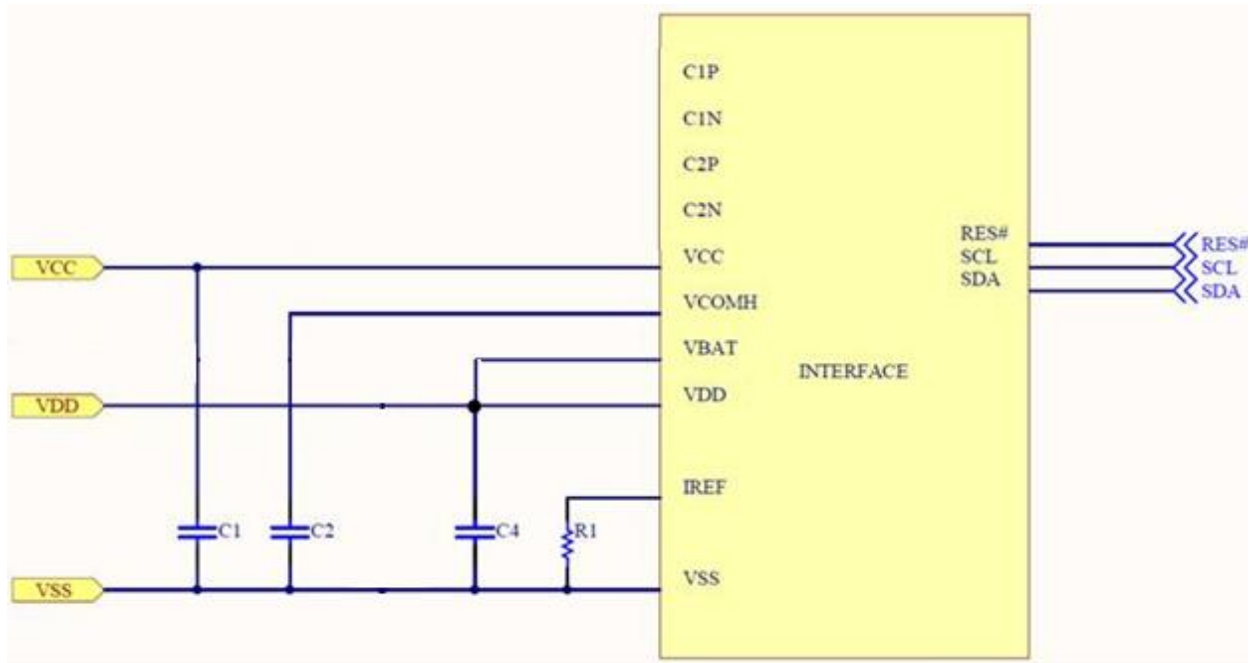 C1P
C1N
C2P
C2N
RES#
RES#
VCC
VCC
SCL
SCL
SDA
SDA
VCOMH
VBAT
INTERFACE
VDD
VDD
IREF
C1
C2
C4
R1
VSS
VSS